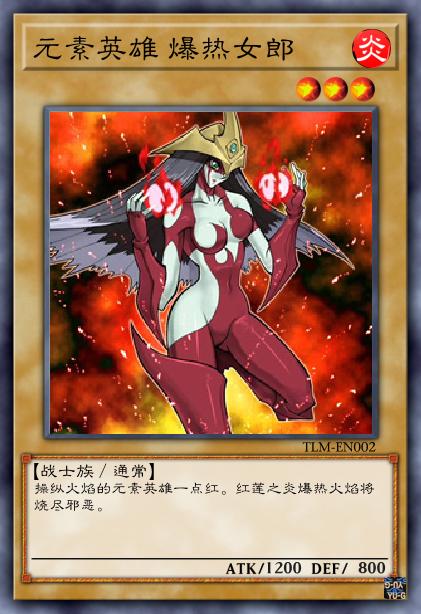 元素英雄 爆热女郎
炎
TLM-EN002
【战士族／通常】
操纵火焰的元素英雄一点红。红莲之炎爆热火焰将
烧尽邪恶。
ATK/1200 DEF/ 800